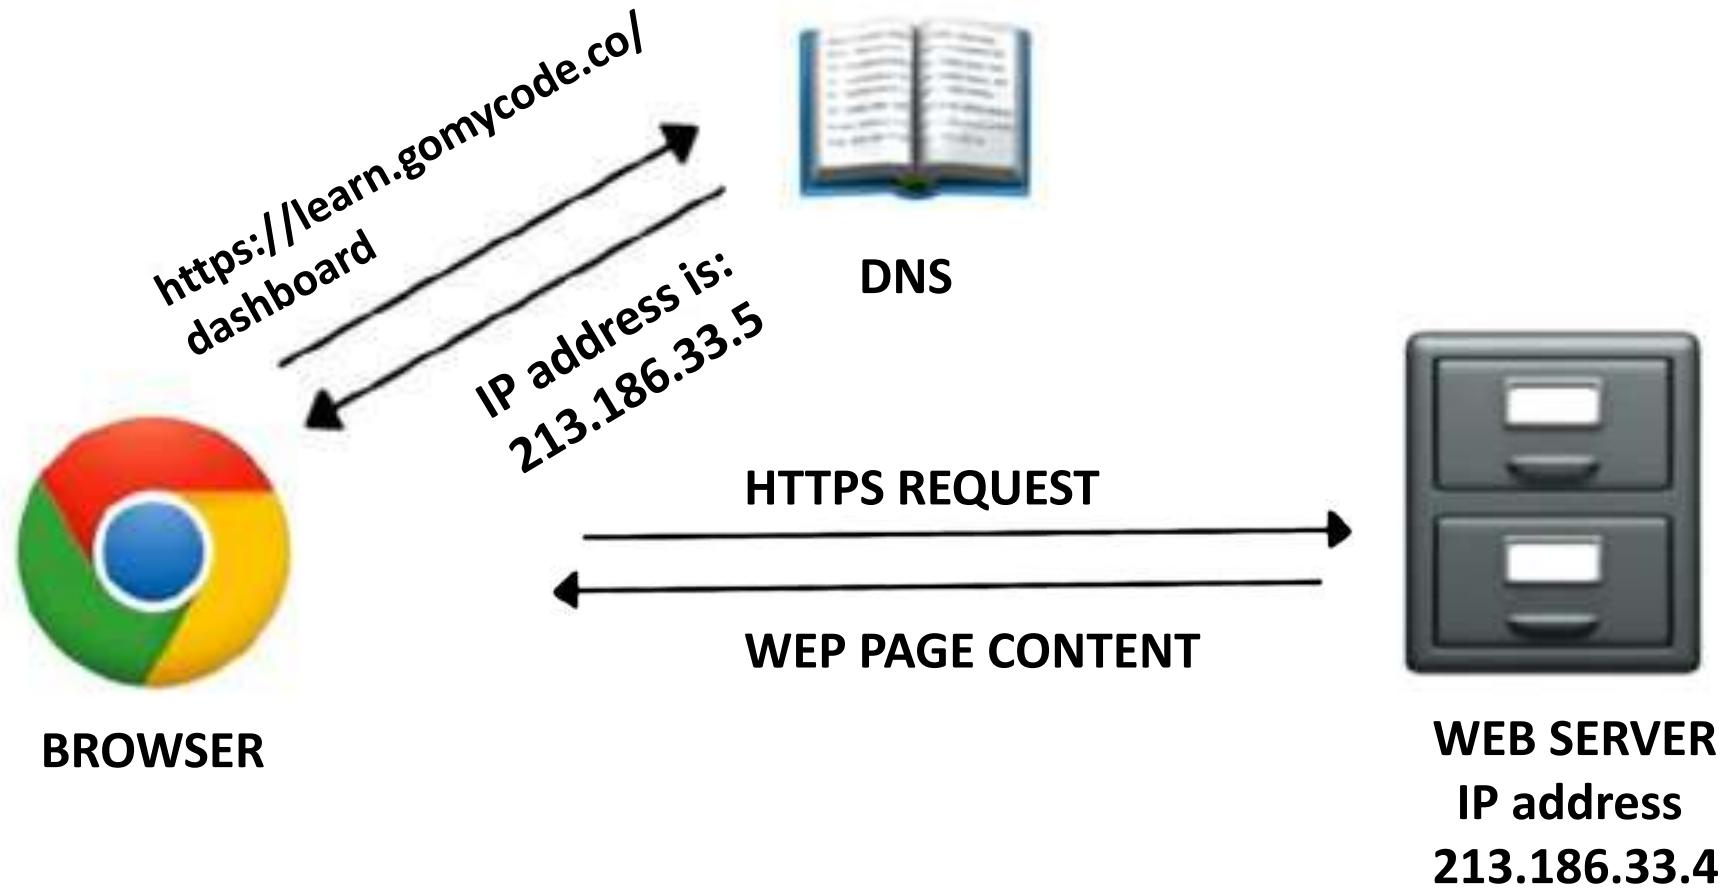 https://learn.gomycode.co/
dashboard
IP address is:
213.186.33.5
DNS
HTTPS REQUEST
WEP PAGE CONTENT
BROWSER
WEB SERVER
IP address
213.186.33.4